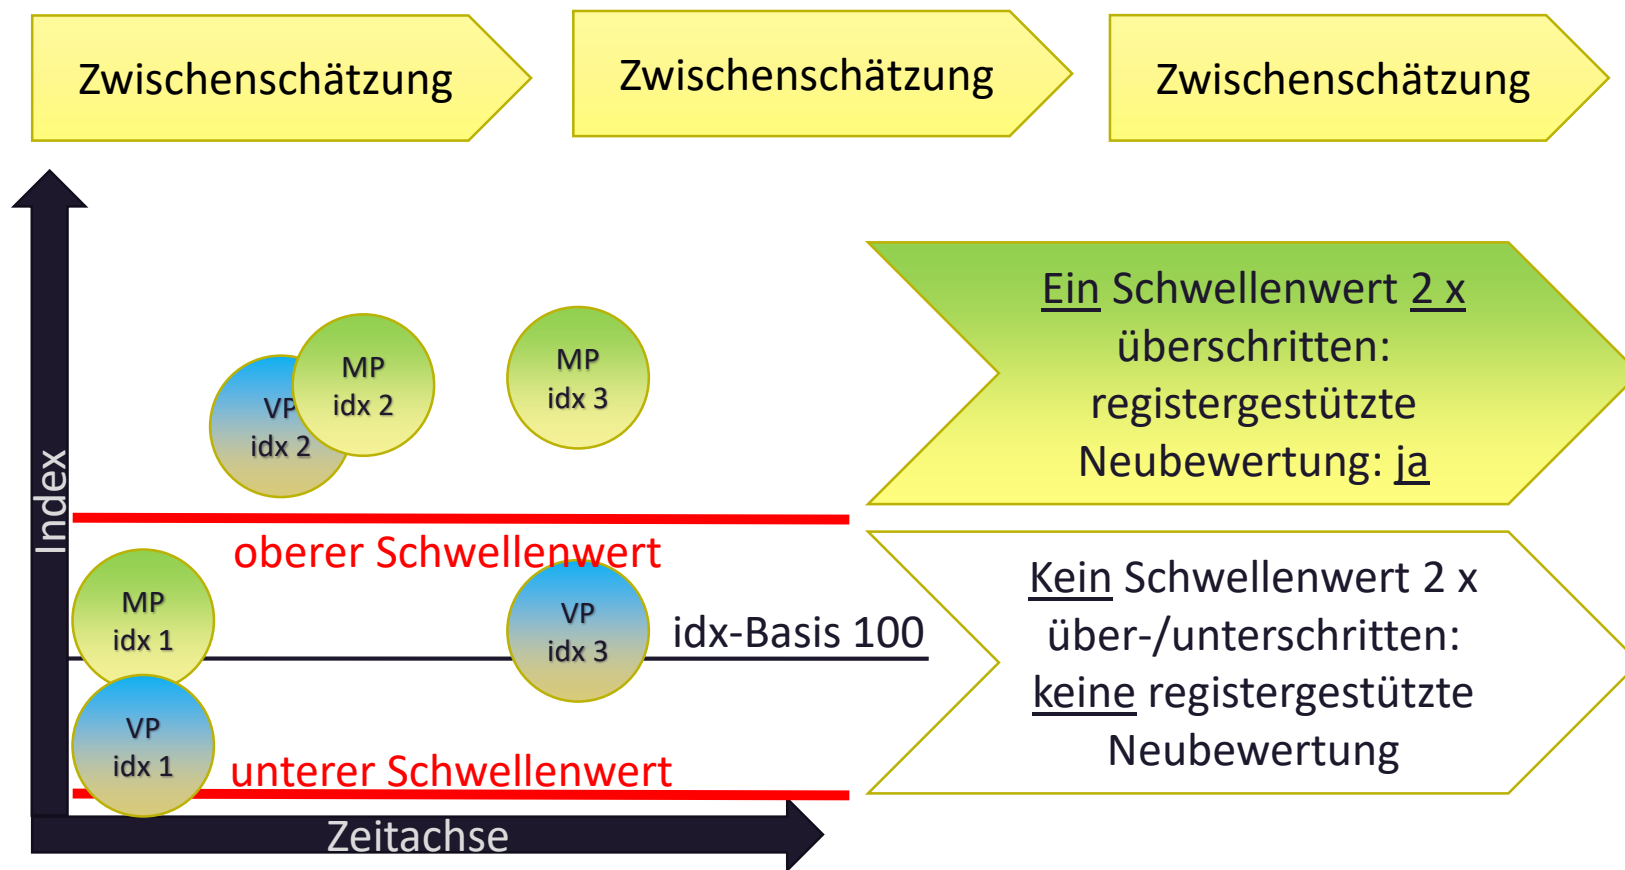 Zwischenschätzung
Zwischenschätzung
Zwischenschätzung
Index
MP
idx 1
VP
idx 1
VP
idx 2
MP
idx 2
MP
idx 3
VP
idx 3
oberer Schwellenwert
idx-Basis 100
unterer Schwellenwert
Zeitachse
Ein Schwellenwert 2 x
überschritten:
registergestützte
Neubewertung: ja
Kein Schwellenwert 2 x
über-/unterschritten:
keine registergestützte
Neubewertung